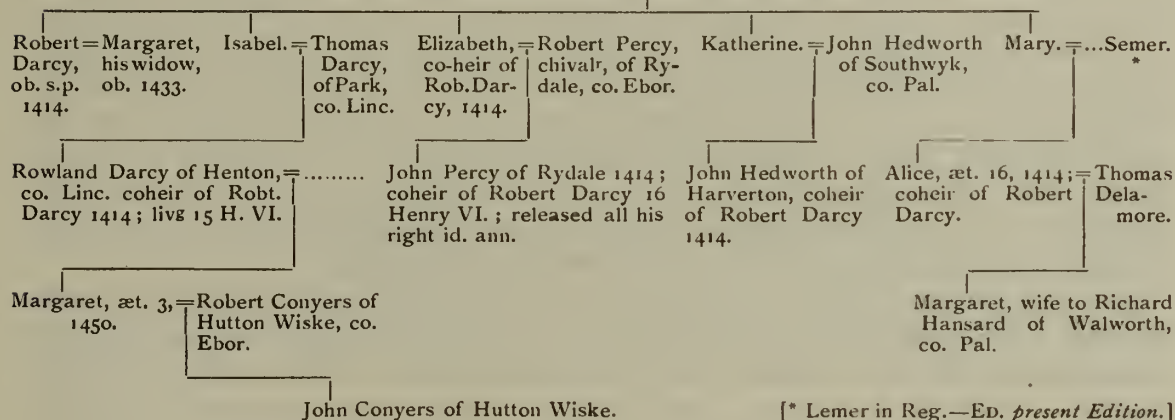 Robert=Margaret,
Darcy, his widow,
ob. s.p. ob. 1433.
1414.
Isabel.=Thomas
Darcy,
of Park,
co. Linc.
Elizabeth,=Robert Percy,
co-heir of chivalr, of Ry-
Rob. Dar- dale, co. Ebor.
cy, 1414.
Katherine.=John Hedworth
of Southwyk,
co. Pal.
Mary.=...Semer.
*
Rowland Darcy of Henton,=.........
co. Linc. coheir of Robt.
Darcy 1414; livg 15 H. VI.
John Percy of Rydale 1414;
coheir of Robert Darcy 16
Henry VI.; released all his
right id. ann.
John Hedworth of
Harverton, coheir
of Robert Darcy
1414.
Alice, æt. 16, 1414;=Thomas
coheir of Robert Dela-
Darcy. more.
Margaret, æt. 3,=Robert Conyers of
1450. Hutton Wiske, co.
Ebor.
Margaret, wife to Richard
Hansard of Walworth,
co. Pal.
John Conyers of Hutton Wiske.
[* Lemer in Reg.—ED. present Edition.]